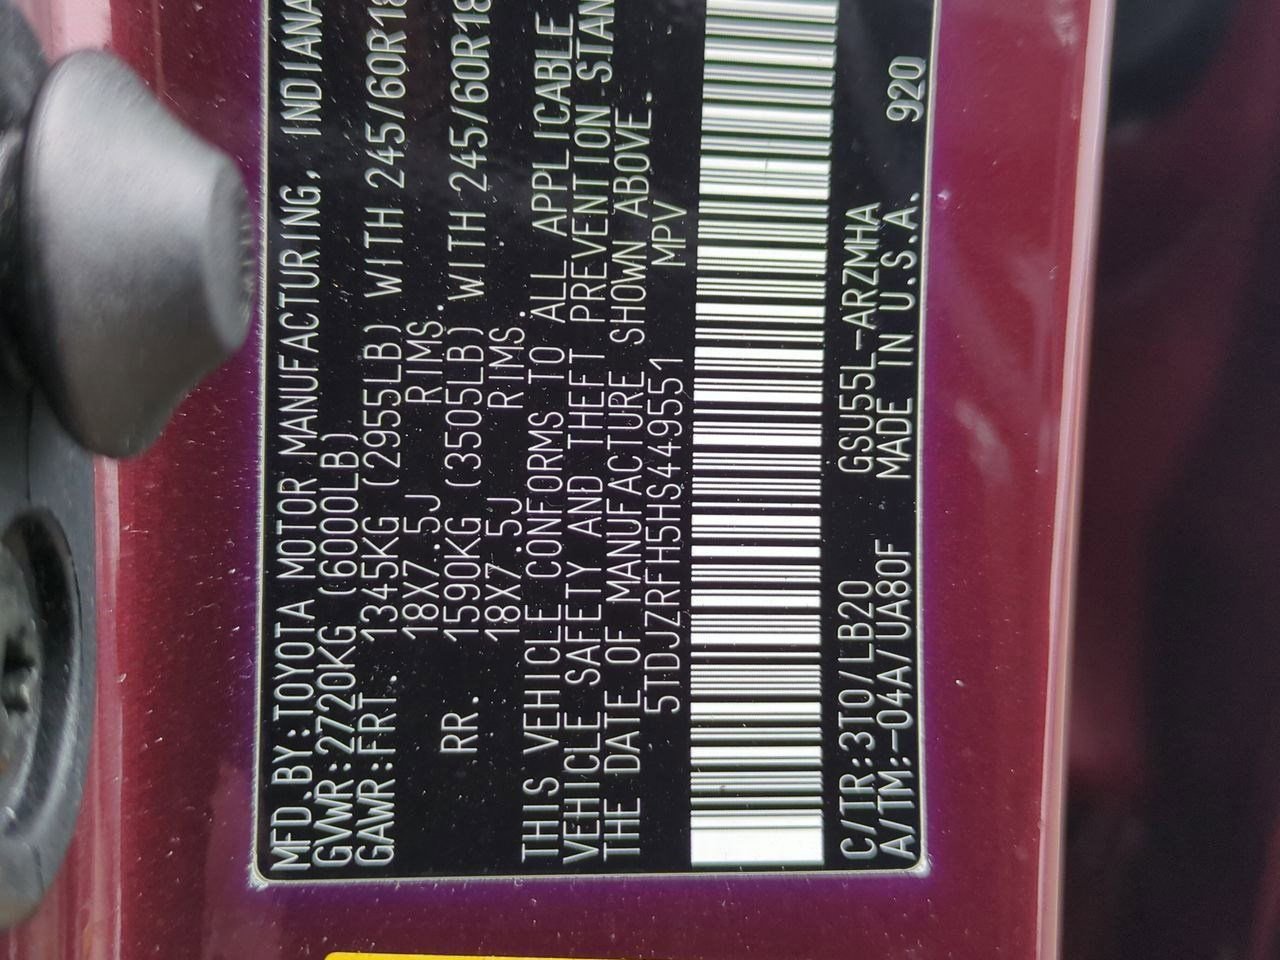 MFD.BY:TOYOTA MOTOR MANUFACTURING, INDIANA
GVWR:2720KG (6000LB)
GAWR:FRT. 1345KG (2955LB) WITH 245/60R18
18X7.5J RIMS.
RR. 1590KG (3505LB) WITH 245/60R18
18X7.5J RIMS.
THIS VEHICLE CONFORMS TO ALL APPLICABLE
VEHICLE SAFETY AND THEFT PREVENTION STAN
THE DATE OF MANUFACTURE SHOWN ABOVE.
5TDJZRFH5HS449551 MPV
C/TR:3T0/LB20 GSU55L-ARZMHA
A/TM:-04A/UA80F MADE IN U.S.A. 920